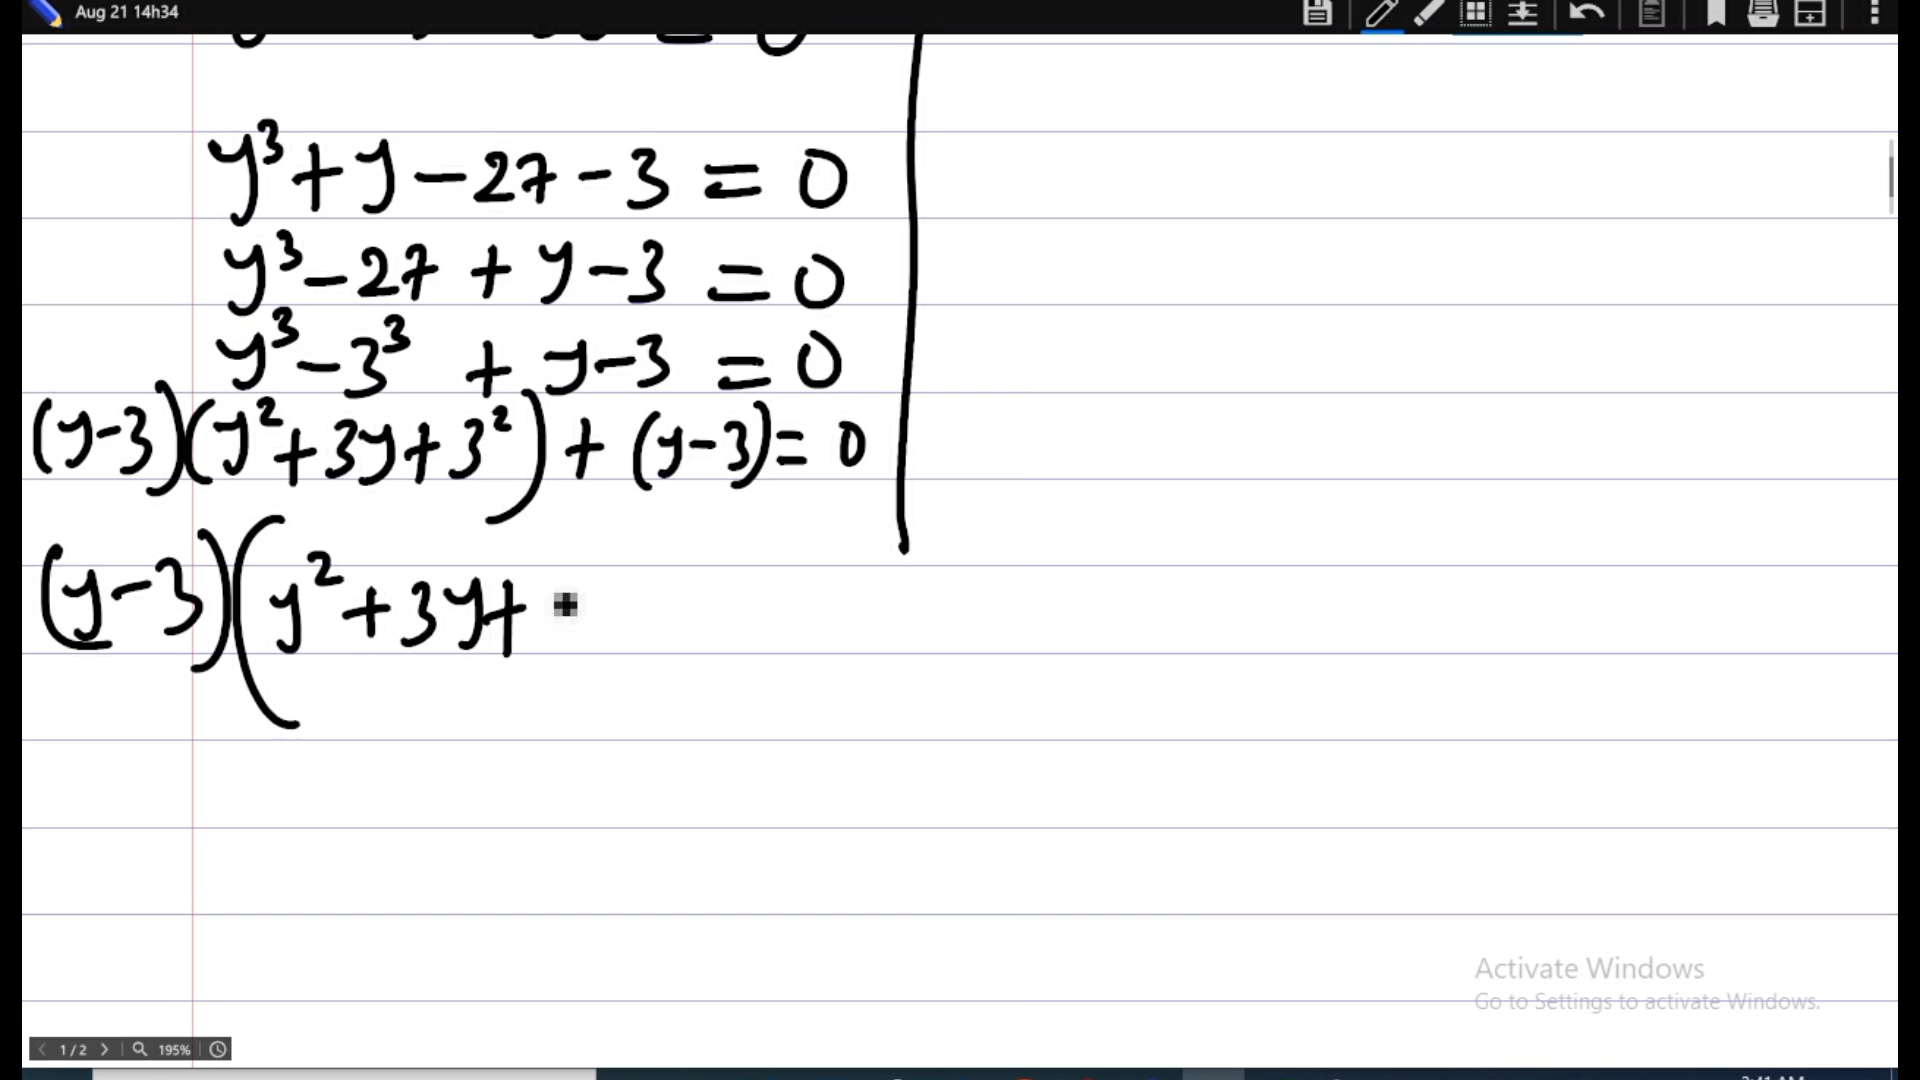 Aug 21 14h34
y³+y-27-3=0
y³-27+y-3=0
y³-3³+y-3=0
(y-3)(y²+3y+3²)+(y-3)=0
(y-3)(y²+3y+
Activate Windows
Go to Settings to activate Windows.
1/2 195%